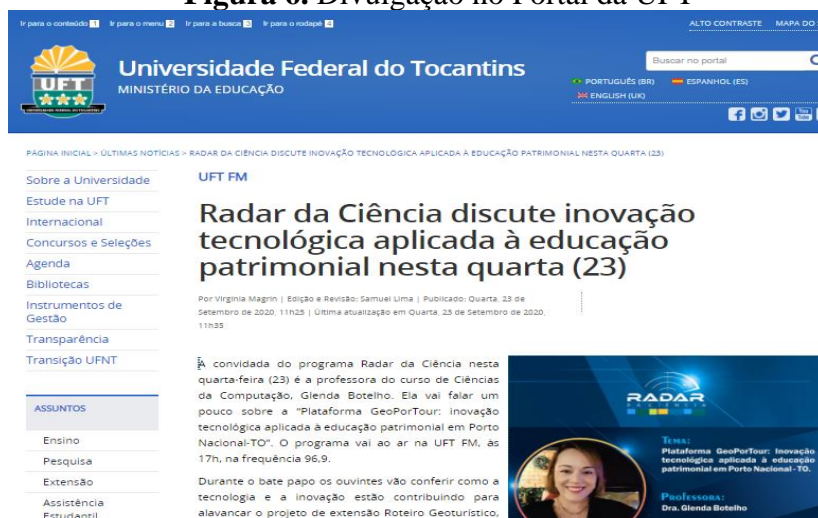 Figura 6. Divulgação no Portal da UFT
Ir para o conteúdo 1 Ir para o menu 2 Ir para a busca 3 Ir para o rodapé 4
ALTO CONTRASTE MAPA DO
Universidade Federal do Tocantins
MINISTÉRIO DA EDUCAÇÃO
UFT
Buscar no portal
PORTUGUÊS (BR) ESPANHOL (ES)
ENGLISH (UK)
PÁGINA INICIAL > ÚLTIMAS NOTÍCIAS > RADAR DA CIÊNCIA DISCUTE INOVAÇÃO TECNOLÓGICA APLICADA À EDUCAÇÃO PATRIMONIAL NESTA QUARTA (23)
Sobre a Universidade
Estude na UFT
Internacional
Concursos e Seleções
Agenda
Bibliotecas
Instrumentos de
Gestão
Transparência
Transição UFNT
ASSUNTOS
Ensino
Pesquisa
Extensão
Assistência
Estudantil
UFT FM
Radar da Ciência discute inovação
tecnológica aplicada à educação
patrimonial nesta quarta (23)
Por Virgínia Magrin | Edição e Revisão: Samuel Lima | Publicado: Quarta, 23 de
Setembro de 2020, 11h25 | Última atualização em Quarta, 23 de Setembro de 2020,
11h35
A convidada do programa Radar da Ciência nesta
quarta-feira (23) é a professora do curso de Ciências
da Computação, Glenda Botelho. Ela vai falar um
pouco sobre a "Plataforma GeoPorTour: inovação
tecnológica aplicada à educação patrimonial em Porto
Nacional-TO". O programa vai ao ar na UFT FM, às
17h, na frequência 96,9.
Durante o bate papo os ouvintes vão conferir como a
tecnologia e a inovação estão contribuindo para
alavancar o projeto de extensão Roteiro Geoturístico,
RADAR
DA CIÊNCIA
TEMA:
Plataforma GeoPorTour: Inovação
tecnológica aplicada à educação
patrimonial em Porto Nacional-TO.
PROFESSORA:
Dra. Glenda Botelho